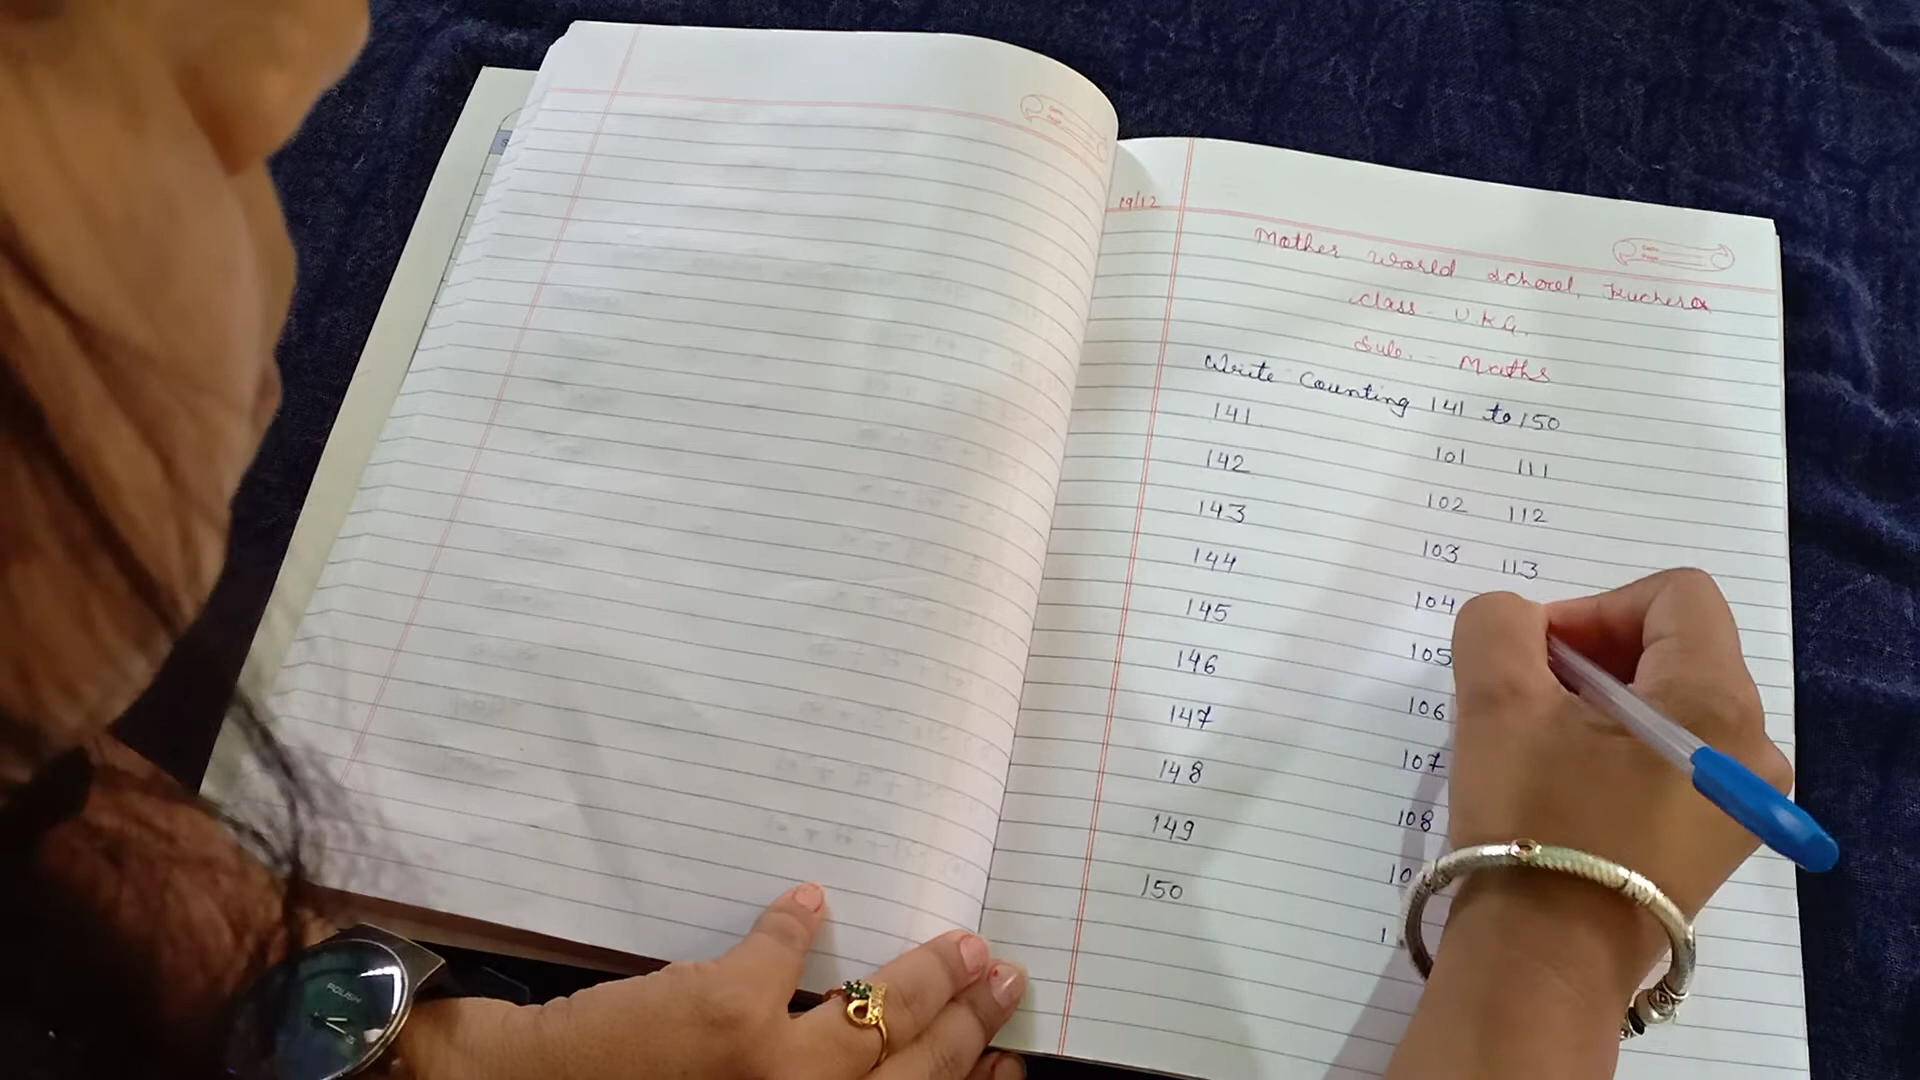 19/12
Mother World School, Kuchera
Class - U.K.G.
Sub. - Maths
Write Counting 141 to 150
141 101 111
142 102 112
143 103 113
144 104
145 105
146 106
147 107
148 108
149
150
POLISH